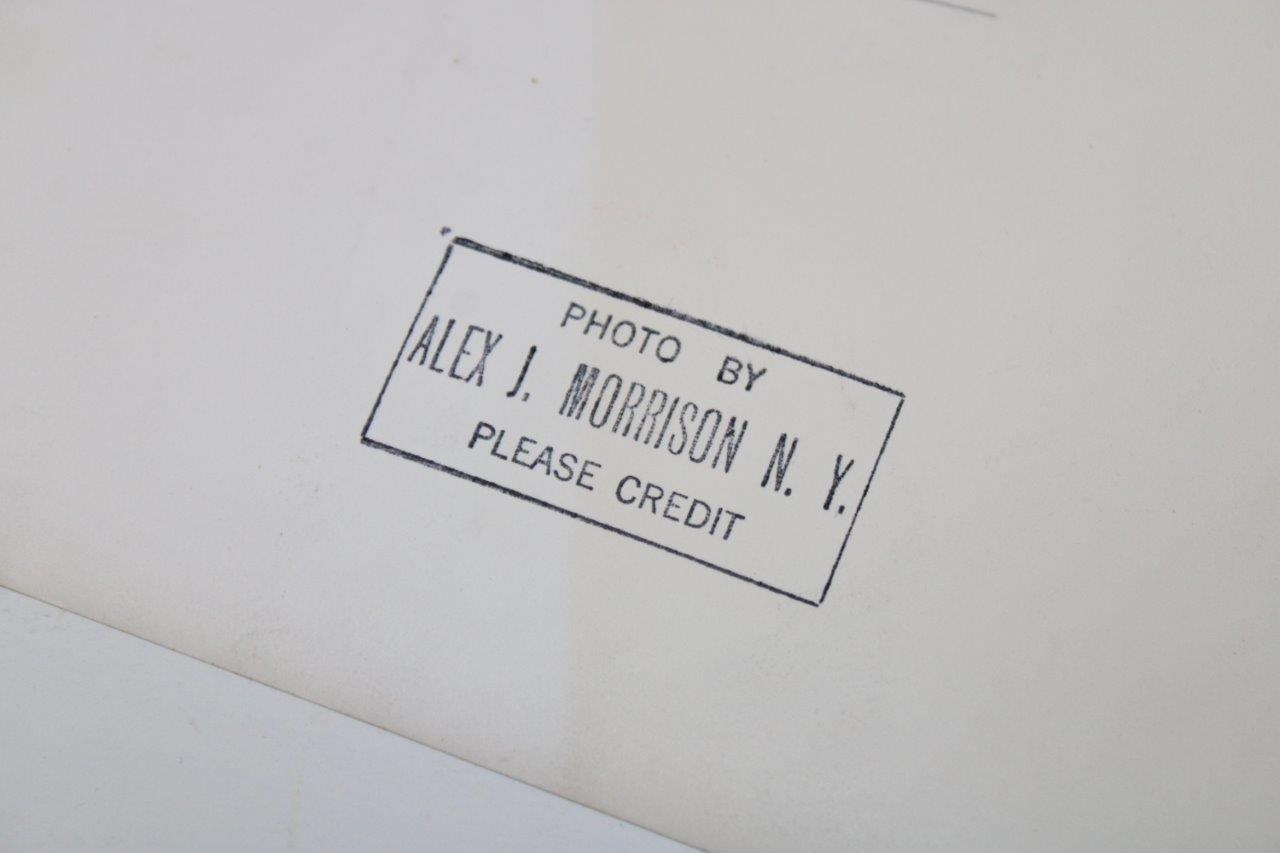 PHOTO BY
ALEX J. MORRISON N. Y.
PLEASE CREDIT